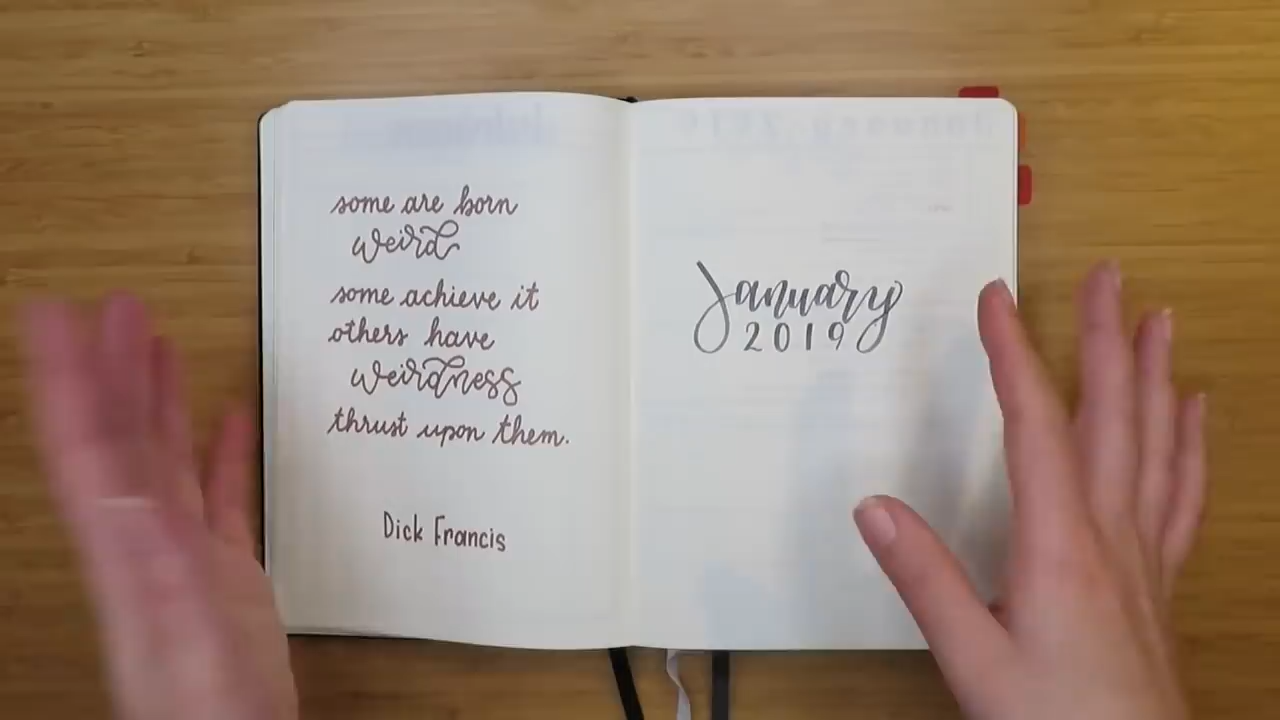 some are born
weird
some achieve it
others have
weirdness
thrust upon them.
Dick Francis
January
2019